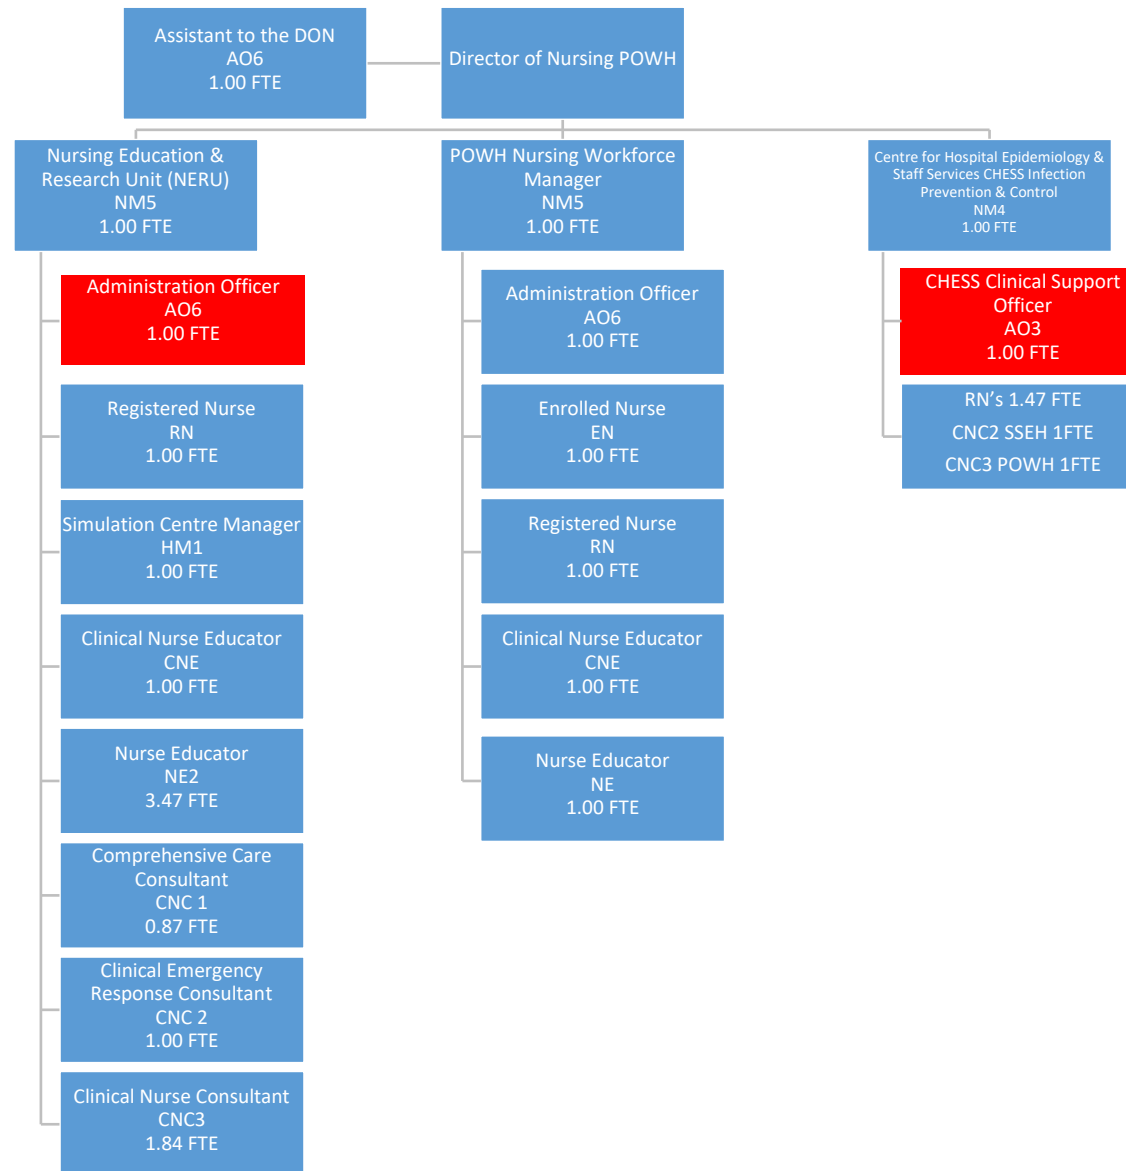 Assistant to the DON
AO6
1.00 FTE
Director of Nursing POWH
Nursing Education &
Research Unit (NERU)
NM5
1.00 FTE
POWH Nursing Workforce
Manager
NM5
1.00 FTE
Centre for Hospital Epidemiology &
Staff Services CHESS Infection
Prevention & Control
NM4
1.00 FTE
Administration Officer
AO6
1.00 FTE
Registered Nurse
RN
1.00 FTE
Simulation Centre Manager
HM1
1.00 FTE
Clinical Nurse Educator
CNE
1.00 FTE
Nurse Educator
NE2
3.47 FTE
Comprehensive Care
Consultant
CNC 1
0.87 FTE
Clinical Emergency
Response Consultant
CNC 2
1.00 FTE
Clinical Nurse Consultant
CNC3
1.84 FTE
Administration Officer
AO6
1.00 FTE
Enrolled Nurse
EN
1.00 FTE
Registered Nurse
RN
1.00 FTE
Clinical Nurse Educator
CNE
1.00 FTE
Nurse Educator
NE
1.00 FTE
CHESS Clinical Support
Officer
AO3
1.00 FTE
RN's 1.47 FTE
CNC2 SSEH 1FTE
CNC3 POWH 1FTE